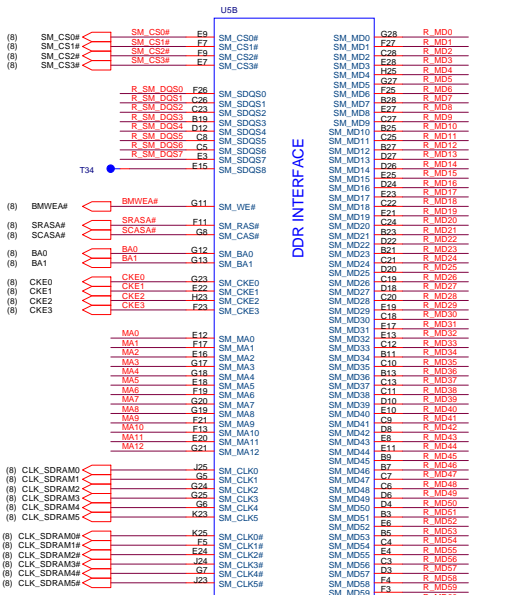 U5B
DDR INTERFACE
(8) SM_CS0# SM_CS0# E9 SM_CS0#
(8) SM_CS1# SM_CS1# F7 SM_CS1#
(8) SM_CS2# SM_CS2# F9 SM_CS2#
(8) SM_CS3# SM_CS3# E7 SM_CS3#
R_SM_DQS0 F26 SM_SDQS0
R_SM_DQS1 C26 SM_SDQS1
R_SM_DQS2 C23 SM_SDQS2
R_SM_DQS3 B19 SM_SDQS3
R_SM_DQS4 D12 SM_SDQS4
R_SM_DQS5 C8 SM_SDQS5
R_SM_DQS6 C5 SM_SDQS6
R_SM_DQS7 E3 SM_SDQS7
T34 E15 SM_SDQS8
(8) BMWEA# BMWEA# G11 SM_WE#
(8) SRASA# SRASA# F11 SM_RAS#
(8) SCASA# SCASA# G8 SM_CAS#
(8) BA0 BA0 G12 SM_BA0
(8) BA1 BA1 G13 SM_BA1
(8) CKE0 CKE0 G23 SM_CKE0
(8) CKE1 CKE1 E22 SM_CKE1
(8) CKE2 CKE2 H23 SM_CKE2
(8) CKE3 CKE3 F23 SM_CKE3
MA0 E12 SM_MA0
MA1 F17 SM_MA1
MA2 E16 SM_MA2
MA3 G17 SM_MA3
MA4 G18 SM_MA4
MA5 E18 SM_MA5
MA6 F19 SM_MA6
MA7 G20 SM_MA7
MA8 G19 SM_MA8
MA9 F21 SM_MA9
MA10 F13 SM_MA10
MA11 E20 SM_MA11
MA12 G21 SM_MA12
(8) CLK_SDRAM0 J25 SM_CLK0
(8) CLK_SDRAM1 G5 SM_CLK1
(8) CLK_SDRAM2 G24 SM_CLK2
(8) CLK_SDRAM3 G25 SM_CLK3
(8) CLK_SDRAM4 G6 SM_CLK4
(8) CLK_SDRAM5 K23 SM_CLK5
(8) CLK_SDRAM0# K25 SM_CLK0#
(8) CLK_SDRAM1# F5 SM_CLK1#
(8) CLK_SDRAM2# E24 SM_CLK2#
(8) CLK_SDRAM3# J24 SM_CLK3#
(8) CLK_SDRAM4# G7 SM_CLK4#
(8) CLK_SDRAM5# J23 SM_CLK5#
SM_MD0 G28 R_MD0
SM_MD1 F27 R_MD1
SM_MD2 C28 R_MD2
SM_MD3 E28 R_MD3
SM_MD4 H25 R_MD4
SM_MD5 G27 R_MD5
SM_MD6 F25 R_MD6
SM_MD7 B28 R_MD7
SM_MD8 E27 R_MD8
SM_MD9 C27 R_MD9
SM_MD10 B25 R_MD10
SM_MD11 C25 R_MD11
SM_MD12 B27 R_MD12
SM_MD13 D27 R_MD13
SM_MD14 D26 R_MD14
SM_MD15 E25 R_MD15
SM_MD16 D24 R_MD16
SM_MD17 E23 R_MD17
SM_MD18 C22 R_MD18
SM_MD19 E21 R_MD19
SM_MD20 C24 R_MD20
SM_MD21 B23 R_MD21
SM_MD22 D22 R_MD22
SM_MD23 B21 R_MD23
SM_MD24 C21 R_MD24
SM_MD25 D20 R_MD25
SM_MD26 C19 R_MD26
SM_MD27 D18 R_MD27
SM_MD28 C20 R_MD28
SM_MD29 E19 R_MD29
SM_MD30 C18 R_MD30
SM_MD31 E17 R_MD31
SM_MD32 E13 R_MD32
SM_MD33 C12 R_MD33
SM_MD34 B11 R_MD34
SM_MD35 C10 R_MD35
SM_MD36 B13 R_MD36
SM_MD37 C13 R_MD37
SM_MD38 C11 R_MD38
SM_MD39 D10 R_MD39
SM_MD40 E10 R_MD40
SM_MD41 C9 R_MD41
SM_MD42 D8 R_MD42
SM_MD43 E8 R_MD43
SM_MD44 E11 R_MD44
SM_MD45 B9 R_MD45
SM_MD46 B7 R_MD46
SM_MD47 C7 R_MD47
SM_MD48 C6 R_MD48
SM_MD49 D6 R_MD49
SM_MD50 D4 R_MD50
SM_MD51 B3 R_MD51
SM_MD52 E6 R_MD52
SM_MD53 B5 R_MD53
SM_MD54 C4 R_MD54
SM_MD55 E4 R_MD55
SM_MD56 C3 R_MD56
SM_MD57 D3 R_MD57
SM_MD58 F4 R_MD58
SM_MD59 F3 R_MD59